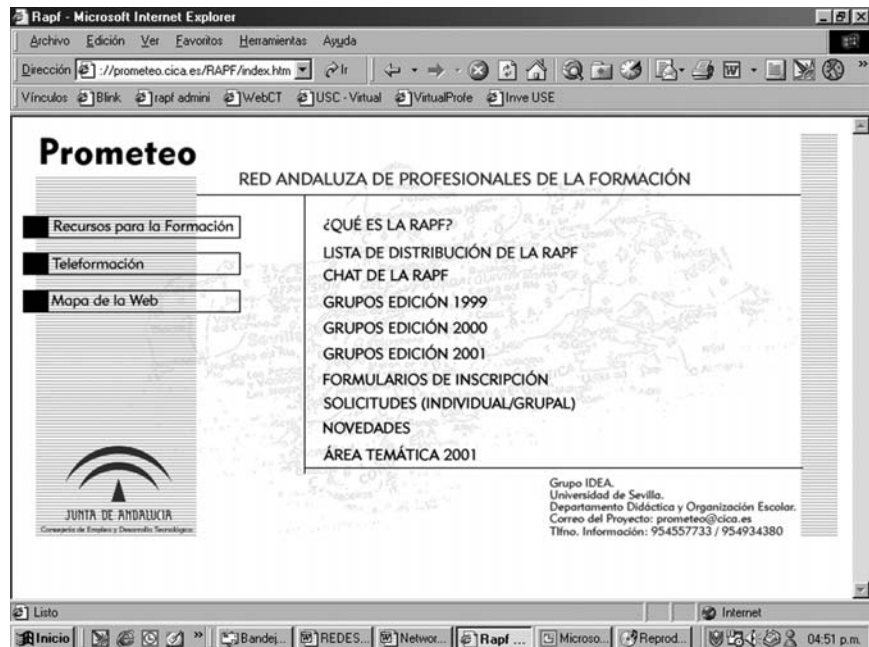 Rapf - Microsoft Internet Explorer
Archivo Edición Ver Favoritos Herramientas Ayuda
Dirección ://prometeo.cica.es/RAPF/index.htm Ir
Vínculos Blink rapf admini WebCT USC - Virtual VirtualProfe Inve USE
Prometeo
RED ANDALUZA DE PROFESIONALES DE LA FORMACIÓN
Recursos para la Formación
Teleformación
Mapa de la Web
¿QUÉ ES LA RAPF?
LISTA DE DISTRIBUCIÓN DE LA RAPF
CHAT DE LA RAPF
GRUPOS EDICIÓN 1999
GRUPOS EDICIÓN 2000
GRUPOS EDICIÓN 2001
FORMULARIOS DE INSCRIPCIÓN
SOLICITUDES (INDIVIDUAL/GRUPAL)
NOVEDADES
ÁREA TEMÁTICA 2001
JUNTA DE ANDALUCIA
Consejería de Empleo y Desarrollo Tecnológico
Grupo IDEA.
Universidad de Sevilla.
Departamento Didáctica y Organización Escolar.
Correo del Proyecto: prometeo@cica.es
Tlfno. Información: 954557733 / 954934380
Listo Internet
Inicio » Bandej... REDES... Networ... Rapf ... Microso... Reprod... 04:51 p.m.